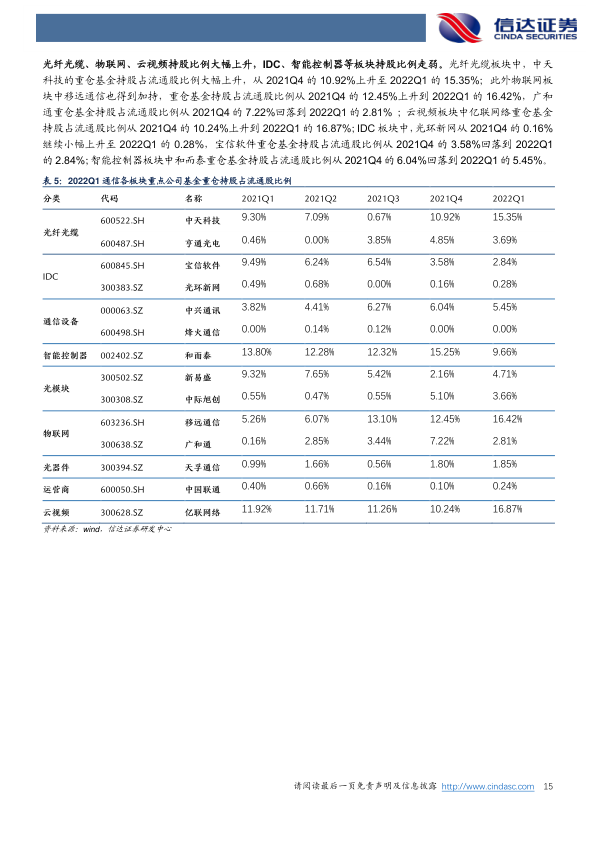 信达证券
CINDA SECURITIES
光纤光缆、物联网、云视频持股比例大幅上升，IDC、智能控制器等板块持股比例走弱。光纤光缆板块中，中天
科技的重仓基金持股占流通股比例大幅上升，从 2021Q4 的 10.92%上升至 2022Q1 的 15.35%；此外物联网板
块中移远通信也得到加持，重仓基金持股占流通股比例从 2021Q4 的 12.45%上升到 2022Q1 的 16.42%，广和
通重仓基金持股占流通股比例从 2021Q4 的 7.22%回落到 2022Q1 的 2.81% ；云视频板块中亿联网络重仓基金
持股占流通股比例从 2021Q4 的 10.24%上升到 2022Q1 的 16.87%; IDC 板块中,光环新网从 2021Q4 的 0.16%
继续小幅上升至 2022Q1 的 0.28%，宝信软件重仓基金持股占流通股比例从 2021Q4 的 3.58%回落至 2022Q1
的 2.84%; 智能控制器板块中和而泰重仓基金持股占流通股比例从 2021Q4 的 6.04%回落到 2022Q1 的 5.45%。
表 5：2022Q1 通信各板块重点公司基金重仓持股占流通股比例
分类 代码 名称 2021Q1 2021Q2 2021Q3 2021Q4 2022Q1
光纤光缆 600522.SH 中天科技 9.30% 7.09% 0.67% 10.92% 15.35%
600487.SH 亨通光电 0.46% 0.00% 3.85% 4.85% 3.69%
IDC 600845.SH 宝信软件 9.49% 6.24% 6.54% 3.58% 2.84%
300383.SZ 光环新网 0.49% 0.68% 0.00% 0.16% 0.28%
通信设备 000063.SZ 中兴通讯 3.82% 4.41% 6.27% 6.04% 5.45%
600498.SH 烽火通信 0.00% 0.14% 0.12% 0.00% 0.00%
智能控制器 002402.SZ 和而泰 13.80% 12.28% 12.32% 15.25% 9.66%
光模块 300502.SZ 新易盛 9.32% 7.65% 5.42% 2.16% 4.71%
300308.SZ 中际旭创 0.55% 0.47% 0.55% 5.10% 3.66%
物联网 603236.SH 移远通信 5.26% 6.07% 13.10% 12.45% 16.42%
300638.SZ 广和通 0.16% 2.85% 3.44% 7.22% 2.81%
光器件 300394.SZ 天孚通信 0.99% 1.66% 0.56% 1.80% 1.85%
运营商 600050.SH 中国联通 0.40% 0.66% 0.16% 0.10% 0.24%
云视频 300628.SZ 亿联网络 11.92% 11.71% 11.26% 10.24% 16.87%
资料来源：wind，信达证券研发中心
请阅读最后一页免责声明及信息披露 http://www.cindasc.com 15